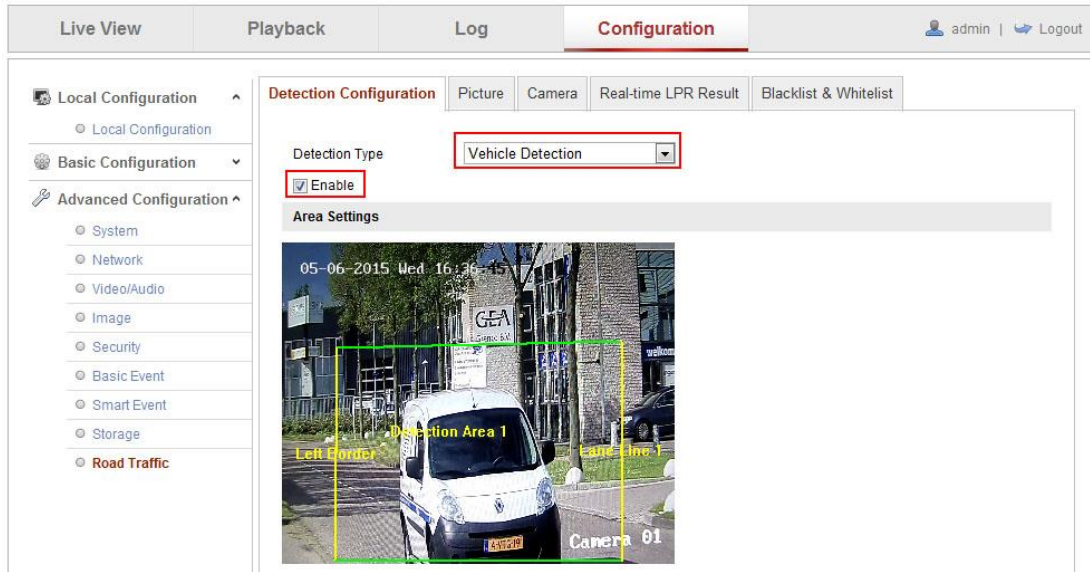 Live View
Playback
Log
Configuration
admin | Logout
Local Configuration
Local Configuration
Basic Configuration
Advanced Configuration
System
Network
Video/Audio
Image
Security
Basic Event
Smart Event
Storage
Road Traffic
Detection Configuration
Picture
Camera
Real-time LPR Result
Blacklist & Whitelist
Detection Type
Vehicle Detection
Enable
Area Settings
05-06-2015 Wed 16:36:45
GEA
welkom
Detection Area 1
Left Border
Lane Line 1
Camera 01